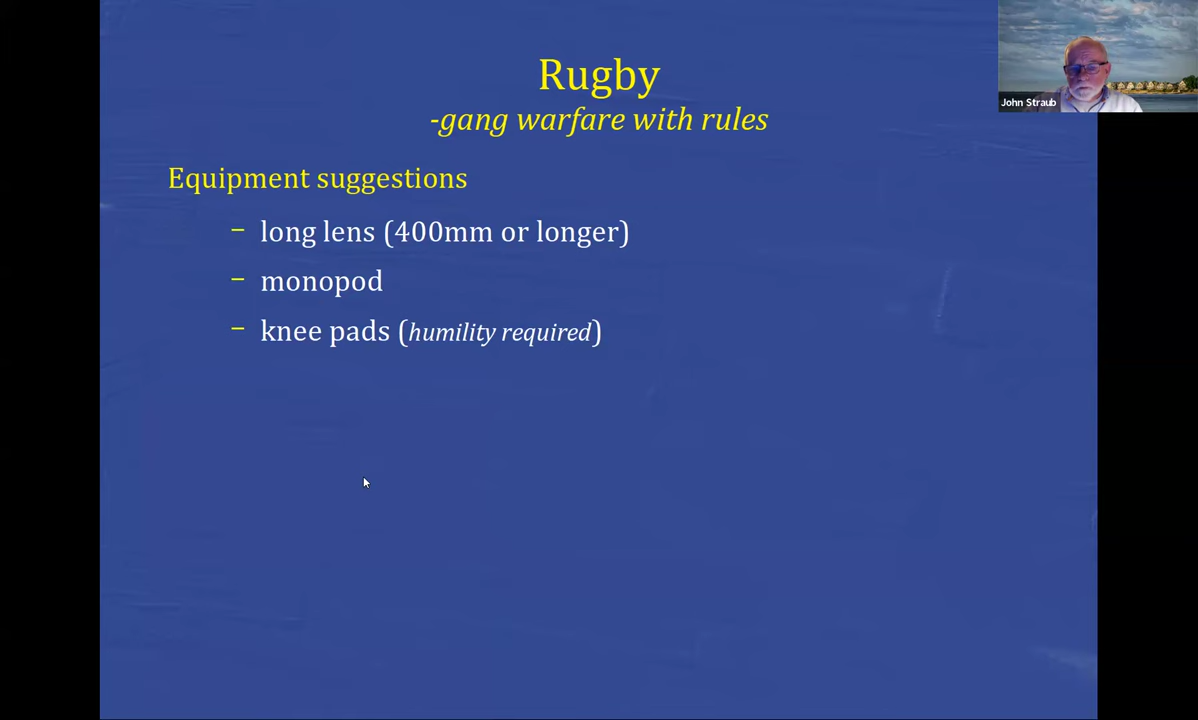 Rugby
-gang warfare with rules
John Straub
Equipment suggestions
– long lens (400mm or longer)
– monopod
– knee pads (humility required)